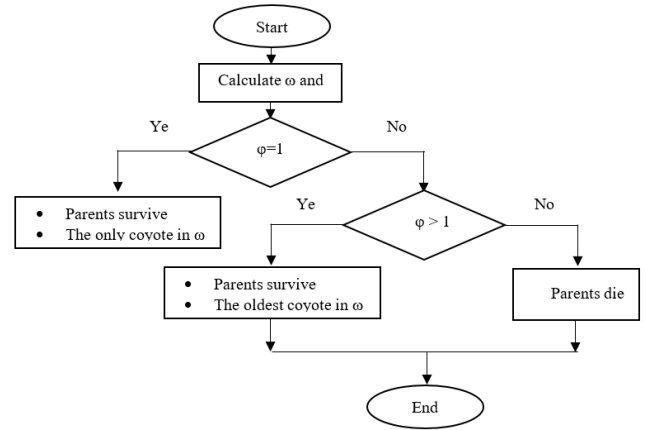 Start
Calculate ω and
Ye
No
φ=1
• Parents survive
• The only coyote in ω
Ye
No
φ > 1
• Parents survive
• The oldest coyote in ω
Parents die
End